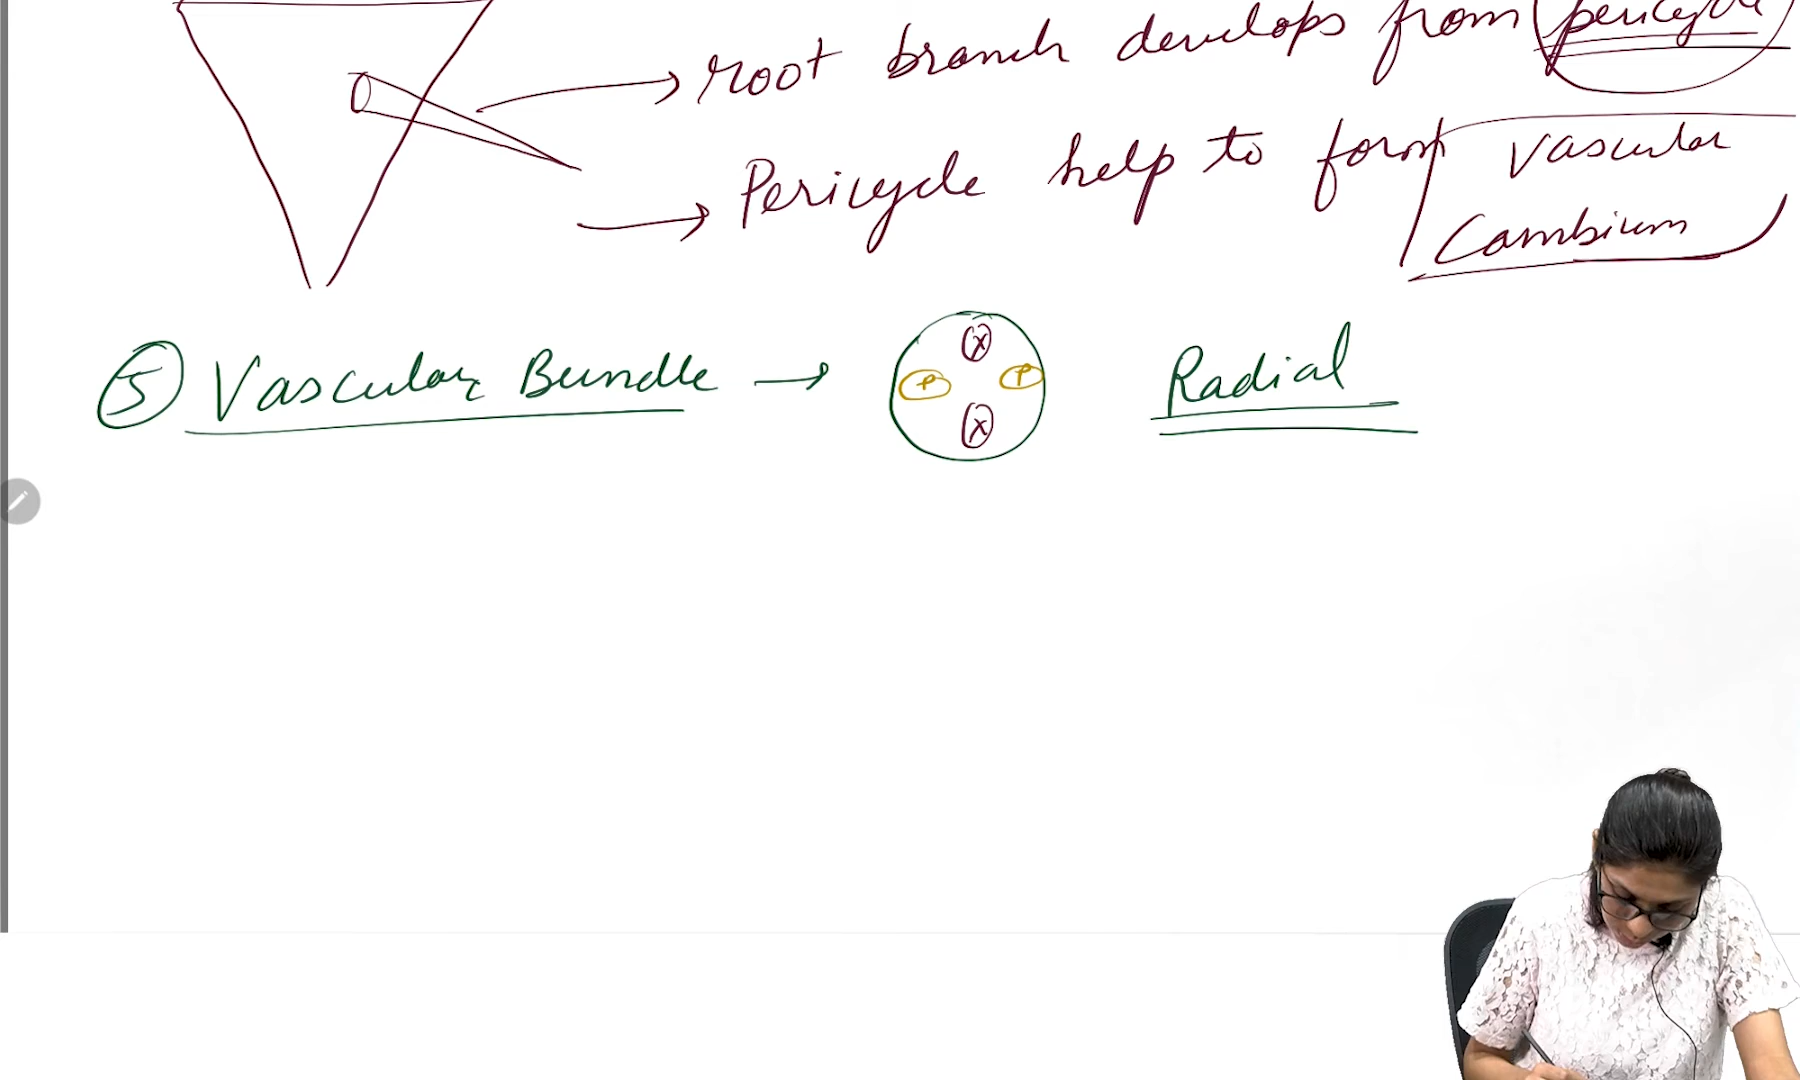 root branch develops from pericycle
Pericycle help to form vascular
cambium
5 Vascular Bundle → x P P x Radial